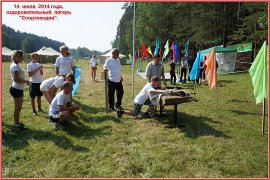 14 июля 2014 года,
оздоровительный лагерь
"Спортландия"